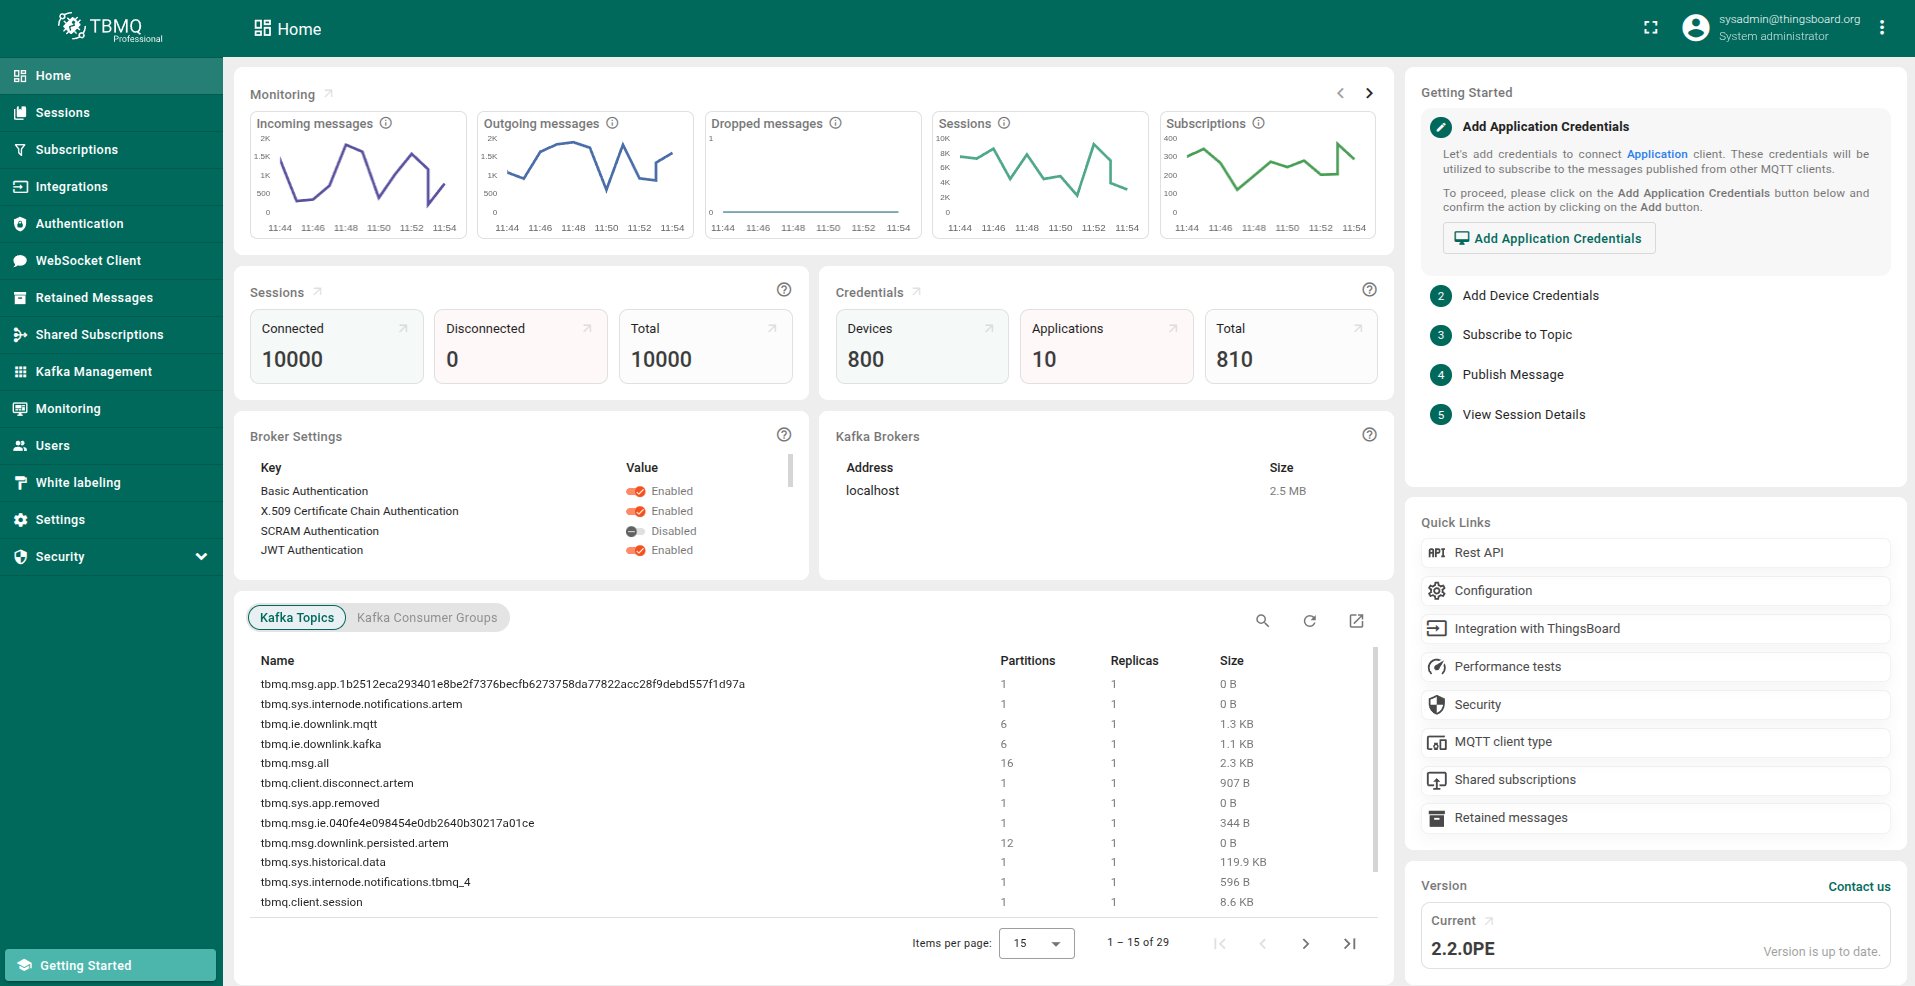 TBMQ
Professional
Home
sysadmin@thingsboard.org
System administrator
Home
Sessions
Subscriptions
Integrations
Authentication
WebSocket Client
Retained Messages
Shared Subscriptions
Kafka Management
Monitoring
Users
White labeling
Settings
Security
Getting Started
Monitoring
Incoming messages
2K
1.5K
1K
500
0
11:44 11:46 11:48 11:50 11:52 11:54
Outgoing messages
2K
1.5K
1K
500
0
11:44 11:46 11:48 11:50 11:52 11:54
Dropped messages
1
0
11:44 11:46 11:48 11:50 11:52 11:54
Sessions
10K
8K
6K
4K
2K
0
11:44 11:46 11:48 11:50 11:52 11:54
Subscriptions
400
300
200
100
0
11:44 11:46 11:48 11:50 11:52 11:54
Sessions
Connected
10000
Disconnected
0
Total
10000
Credentials
Devices
800
Applications
10
Total
810
Broker Settings
Key Value
Basic Authentication Enabled
X.509 Certificate Chain Authentication Enabled
SCRAM Authentication Disabled
JWT Authentication Enabled
Kafka Brokers
Address Size
localhost 2.5 MB
Kafka Topics Kafka Consumer Groups
Name Partitions Replicas Size
tbmq.msg.app.1b2512eca293401e8be2f7376becfb6273758da77822acc28f9debd557f1d97a 1 1 0 B
tbmq.sys.internode.notifications.artem 1 1 0 B
tbmq.ie.downlink.mqtt 6 1 1.3 KB
tbmq.ie.downlink.kafka 6 1 1.1 KB
tbmq.msg.all 16 1 2.3 KB
tbmq.client.disconnect.artem 1 1 907 B
tbmq.sys.app.removed 1 1 0 B
tbmq.msg.ie.040fe4e098454e0db2640b30217a01ce 1 1 344 B
tbmq.msg.downlink.persisted.artem 12 1 0 B
tbmq.sys.historical.data 1 1 119.9 KB
tbmq.sys.internode.notifications.tbmq_4 1 1 596 B
tbmq.client.session 1 1 8.6 KB
Items per page: 15 1 – 15 of 29
Getting Started
Add Application Credentials
Let's add credentials to connect Application client. These credentials will be
utilized to subscribe to the messages published from other MQTT clients.
To proceed, please click on the Add Application Credentials button below and
confirm the action by clicking on the Add button.
Add Application Credentials
2 Add Device Credentials
3 Subscribe to Topic
4 Publish Message
5 View Session Details
Quick Links
API Rest API
Configuration
Integration with ThingsBoard
Performance tests
Security
MQTT client type
Shared subscriptions
Retained messages
Version Contact us
Current
2.2.0PE
Version is up to date.